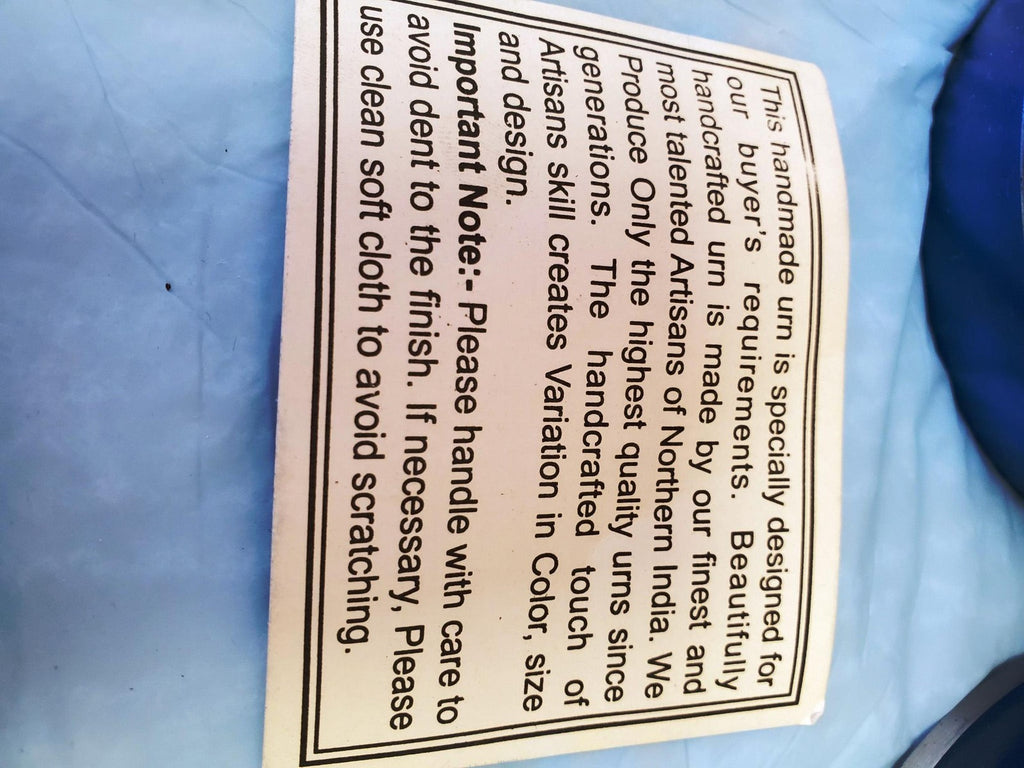 This handmade urn is specially designed for
our buyer's requirements. Beautifully
handcrafted urn is made by our finest and
most talented Artisans of Northern India. We
Produce Only the highest quality urns since
generations. The handcrafted touch of
Artisans skill creates Variation in Color, size
and design.
Important Note:- Please handle with care to
avoid dent to the finish. If necessary, Please
use clean soft cloth to avoid scratching.